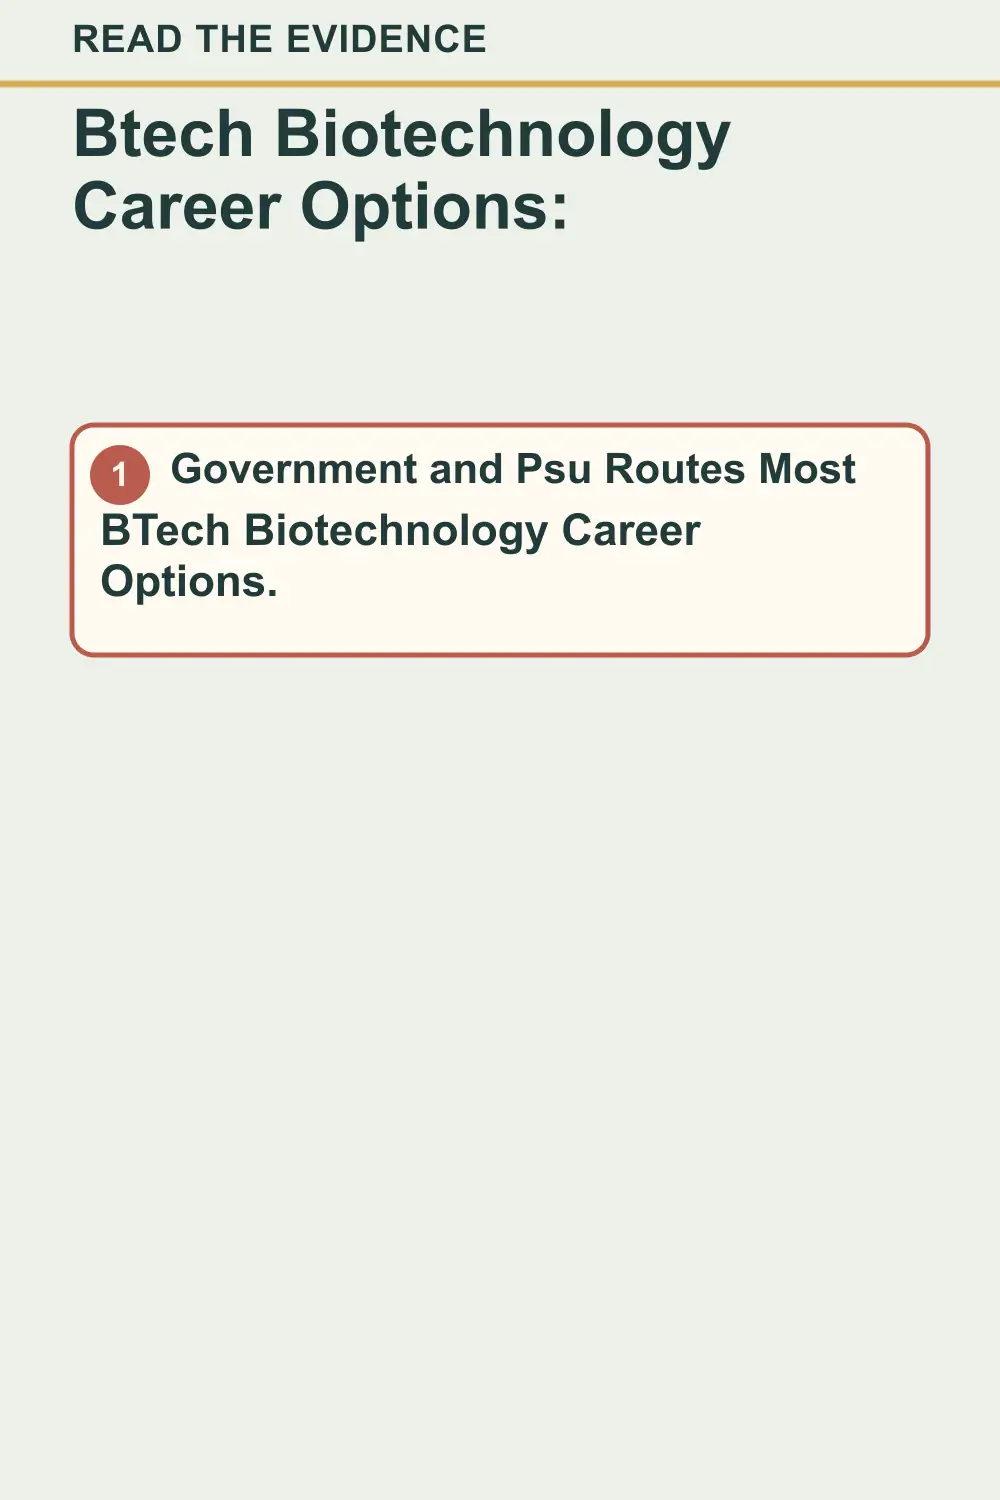 READ THE EVIDENCE
Btech Biotechnology
Career Options:
1 Government and Psu Routes Most
BTech Biotechnology Career
Options.